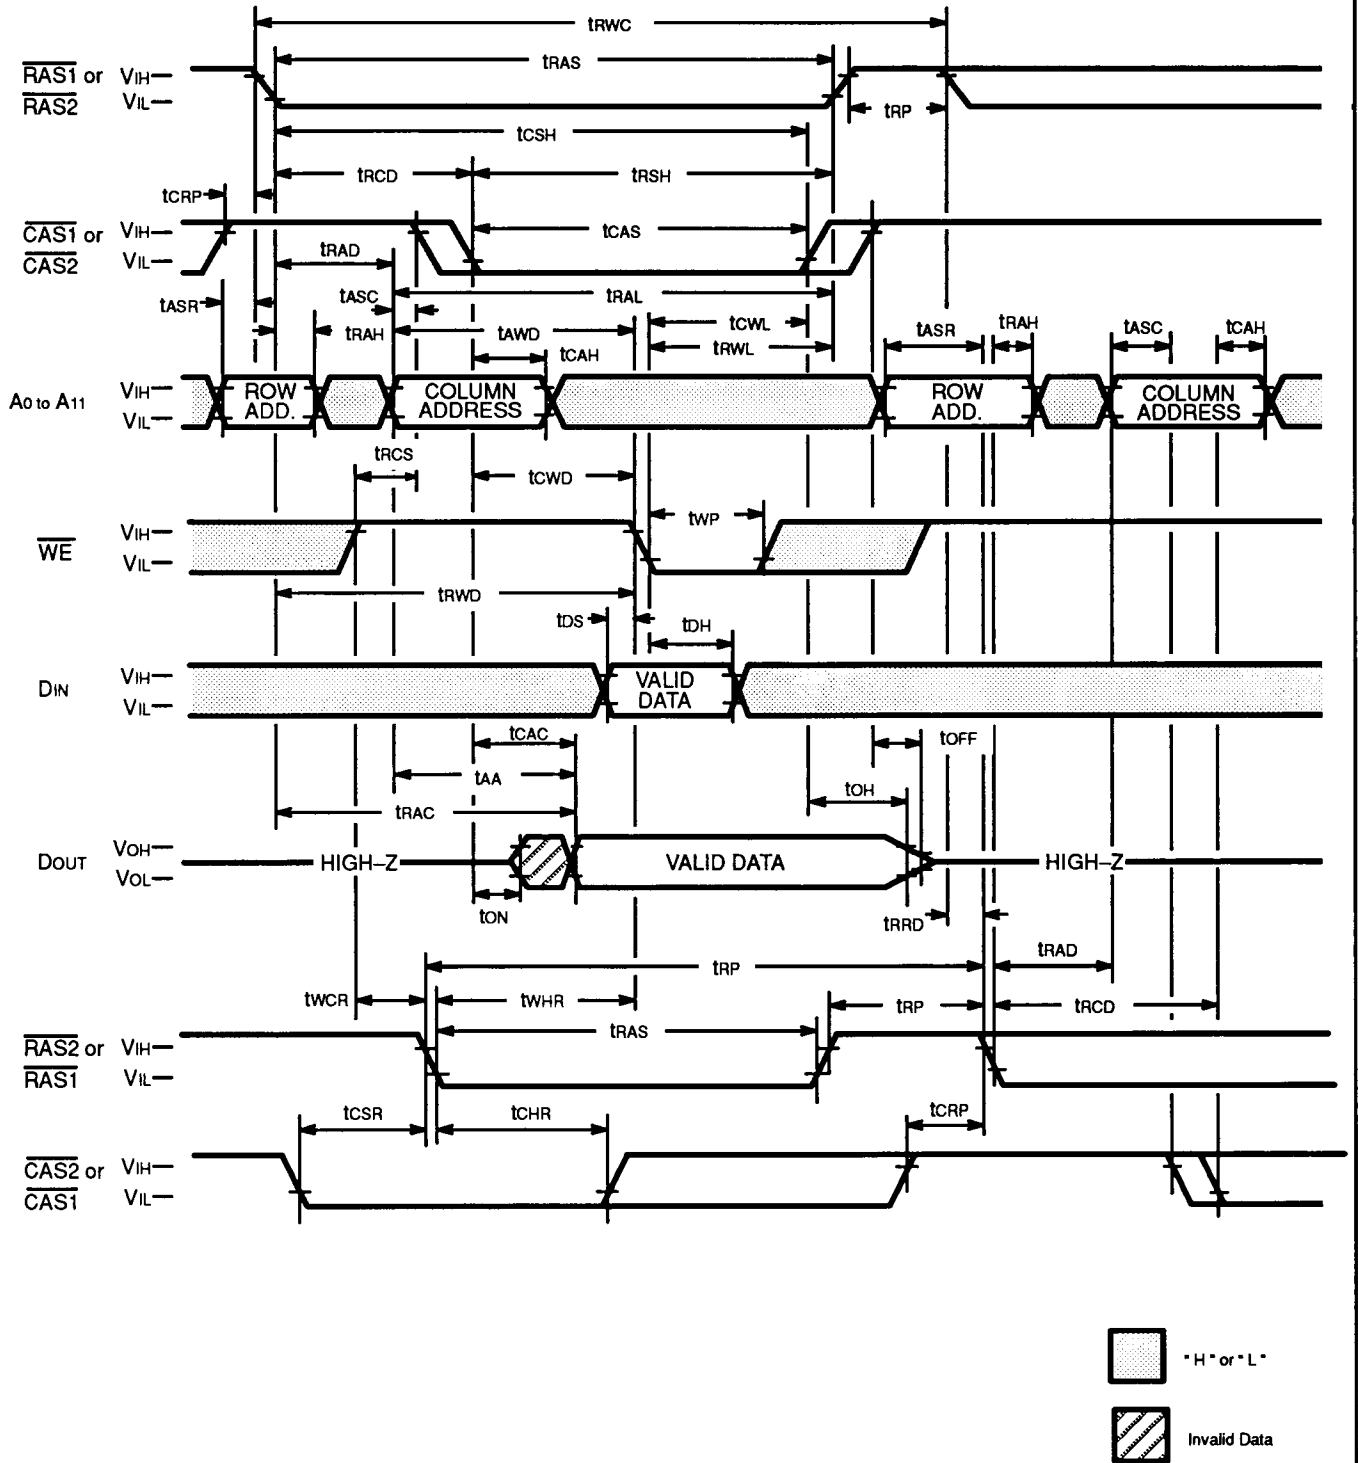 tRWC
RAS1 or VIH
RAS2 VIL
tRAS
tRP
tCSH
tRCD tRSH
tCRP
CAS1 or VIH
CAS2 VIL
tCAS
tRAD
tASR tASC tRAL
tRAH tAWD tCWL
tCAH tRWL
tASR tRAH tASC tCAH
A0 to A11 VIH
VIL
ROW ADD.
COLUMN ADDRESS
ROW ADD.
COLUMN ADDRESS
tRCS tCWD
tWP
WE VIH
VIL
tRWD
tDS tDH
DIN VIH
VIL
VALID DATA
tCAC tOFF
tAA
tOH
tRAC
DOUT VOH
VOL
HIGH–Z VALID DATA HIGH–Z
tON
tRRD
tRP tRAD
tWCR tWHR tRP tRCD
tRAS
RAS2 or VIH
RAS1 VIL
tCSR tCHR tCRP
CAS2 or VIH
CAS1 VIL
"H" or "L"
Invalid Data